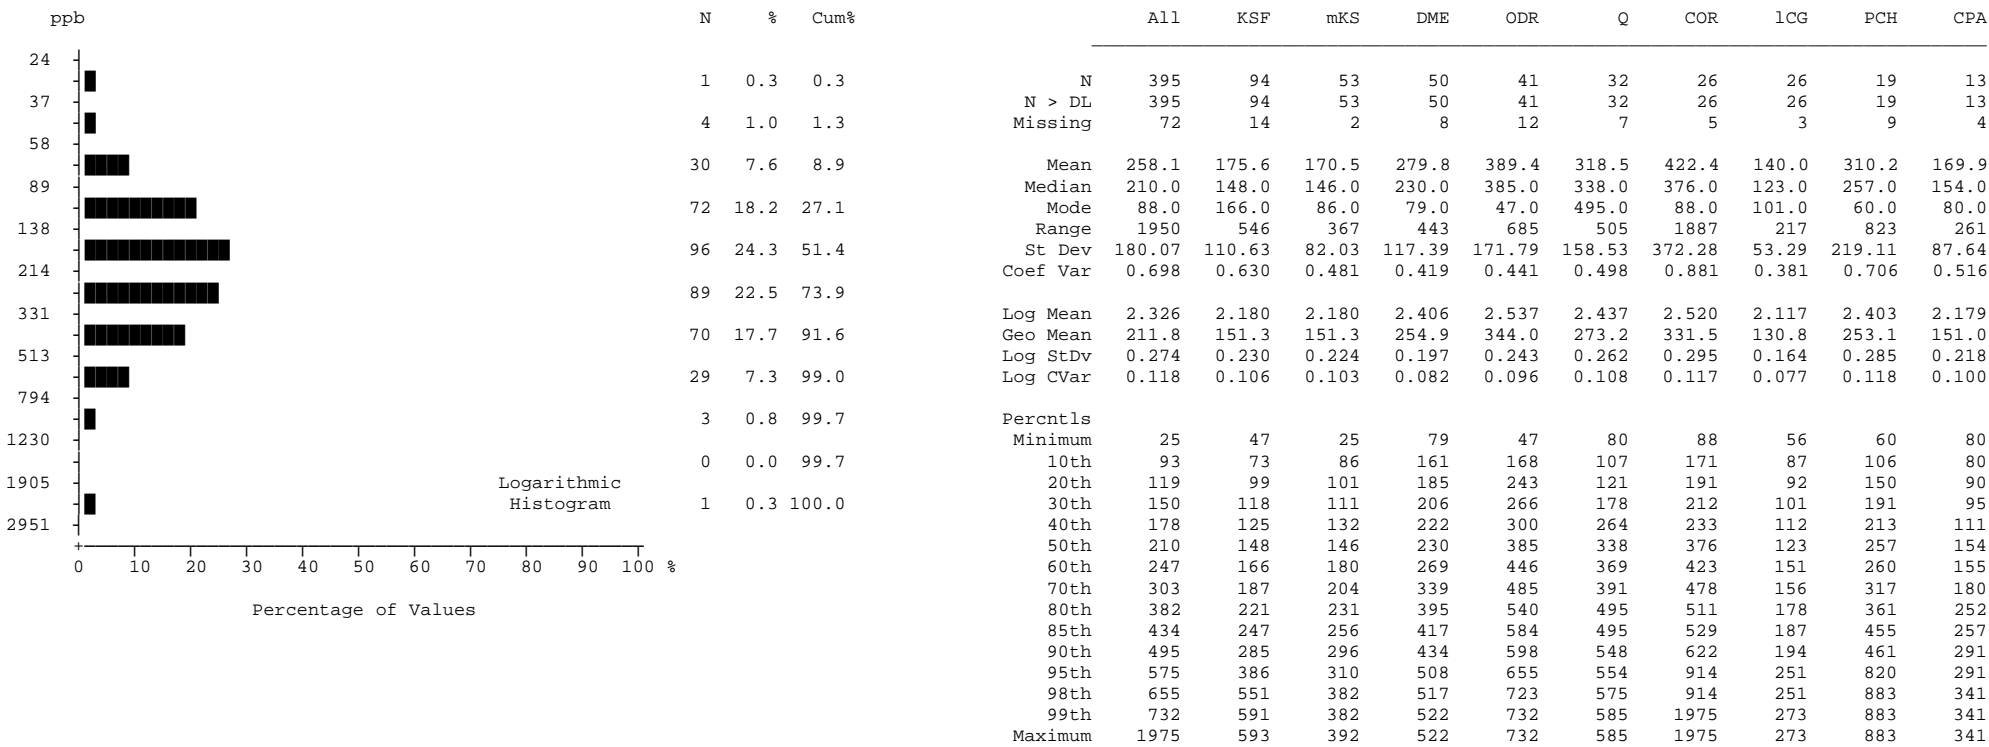 ppb N % Cum% All KSF mKS DME ODR Q COR lCG PCH CPA
24
1 0.3 0.3 N 395 94 53 50 41 32 26 26 19 13
37 N > DL 395 94 53 50 41 32 26 26 19 13
4 1.0 1.3 Missing 72 14 2 8 12 7 5 3 9 4
58
30 7.6 8.9 Mean 258.1 175.6 170.5 279.8 389.4 318.5 422.4 140.0 310.2 169.9
89 Median 210.0 148.0 146.0 230.0 385.0 338.0 376.0 123.0 257.0 154.0
72 18.2 27.1 Mode 88.0 166.0 86.0 79.0 47.0 495.0 88.0 101.0 60.0 80.0
138 Range 1950 546 367 443 685 505 1887 217 823 261
96 24.3 51.4 St Dev 180.07 110.63 82.03 117.39 171.79 158.53 372.28 53.29 219.11 87.64
214 Coef Var 0.698 0.630 0.481 0.419 0.441 0.498 0.881 0.381 0.706 0.516
89 22.5 73.9
331 Log Mean 2.326 2.180 2.180 2.406 2.537 2.437 2.520 2.117 2.403 2.179
70 17.7 91.6 Geo Mean 211.8 151.3 151.3 254.9 344.0 273.2 331.5 130.8 253.1 151.0
513 Log StDv 0.274 0.230 0.224 0.197 0.243 0.262 0.295 0.164 0.285 0.218
29 7.3 99.0 Log CVar 0.118 0.106 0.103 0.082 0.096 0.108 0.117 0.077 0.118 0.100
794
3 0.8 99.7 Percntls
1230 Minimum 25 47 25 79 47 80 88 56 60 80
0 0.0 99.7 10th 93 73 86 161 168 107 171 87 106 80
1905 Logarithmic 20th 119 99 101 185 243 121 191 92 150 90
Histogram 1 0.3 100.0 30th 150 118 111 206 266 178 212 101 191 95
2951 40th 178 125 132 222 300 264 233 112 213 111
50th 210 148 146 230 385 338 376 123 257 154
0 10 20 30 40 50 60 70 80 90 100 % 60th 247 166 180 269 446 369 423 151 260 155
70th 303 187 204 339 485 391 478 156 317 180
Percentage of Values 80th 382 221 231 395 540 495 511 178 361 252
85th 434 247 256 417 584 495 529 187 455 257
90th 495 285 296 434 598 548 622 194 461 291
95th 575 386 310 508 655 554 914 251 820 291
98th 655 551 382 517 723 575 914 251 883 341
99th 732 591 382 522 732 585 1975 273 883 341
Maximum 1975 593 392 522 732 585 1975 273 883 341